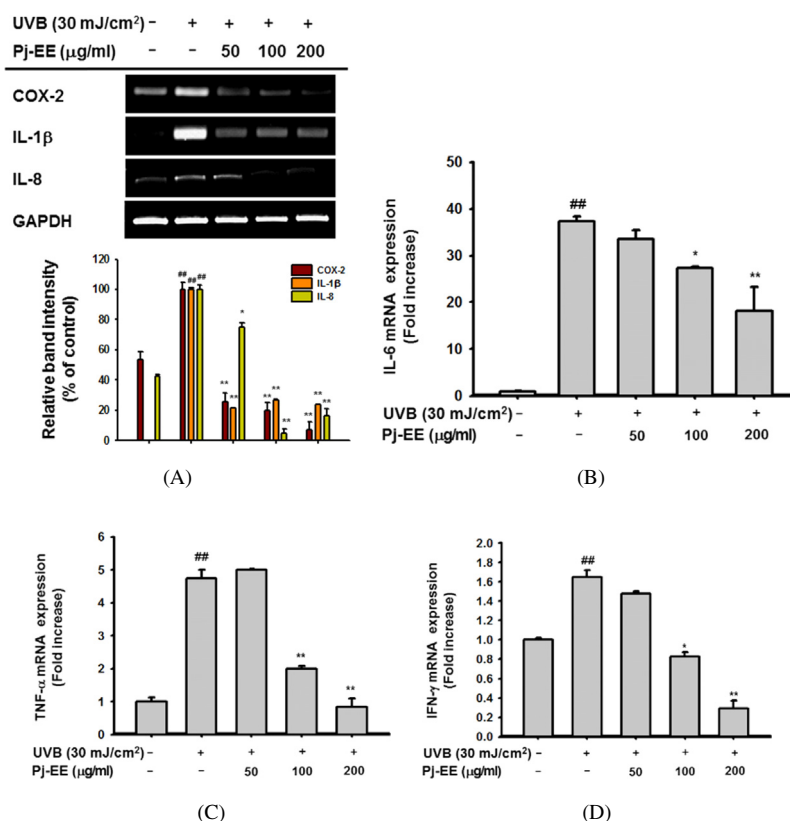 UVB (30 mJ/cm²) – + + + +
Pj-EE (μg/ml) – – 50 100 200
COX-2
IL-1β
IL-8
GAPDH
Relative band intensity
(% of control)
120
100
80
60
40
20
0
## ## ##
COX-2
IL-1β
IL-8
*
** **
** ** **
** ** **
(A)
IL-6 mRNA expression
(Fold increase)
50
40
30
20
10
0
##
*
**
UVB (30 mJ/cm²) – + + + +
Pj-EE (μg/ml) – – 50 100 200
(B)
TNF-α mRNA expression
(Fold increase)
6
5
4
3
2
1
0
##
**
**
UVB (30 mJ/cm²) – + + + +
Pj-EE (μg/ml) – – 50 100 200
(C)
IFN-γ mRNA expression
(Fold increase)
2.0
1.8
1.6
1.4
1.2
1.0
0.8
0.6
0.4
0.2
0.0
##
*
**
UVB (30 mJ/cm²) – + + + +
Pj-EE (μg/ml) – – 50 100 200
(D)